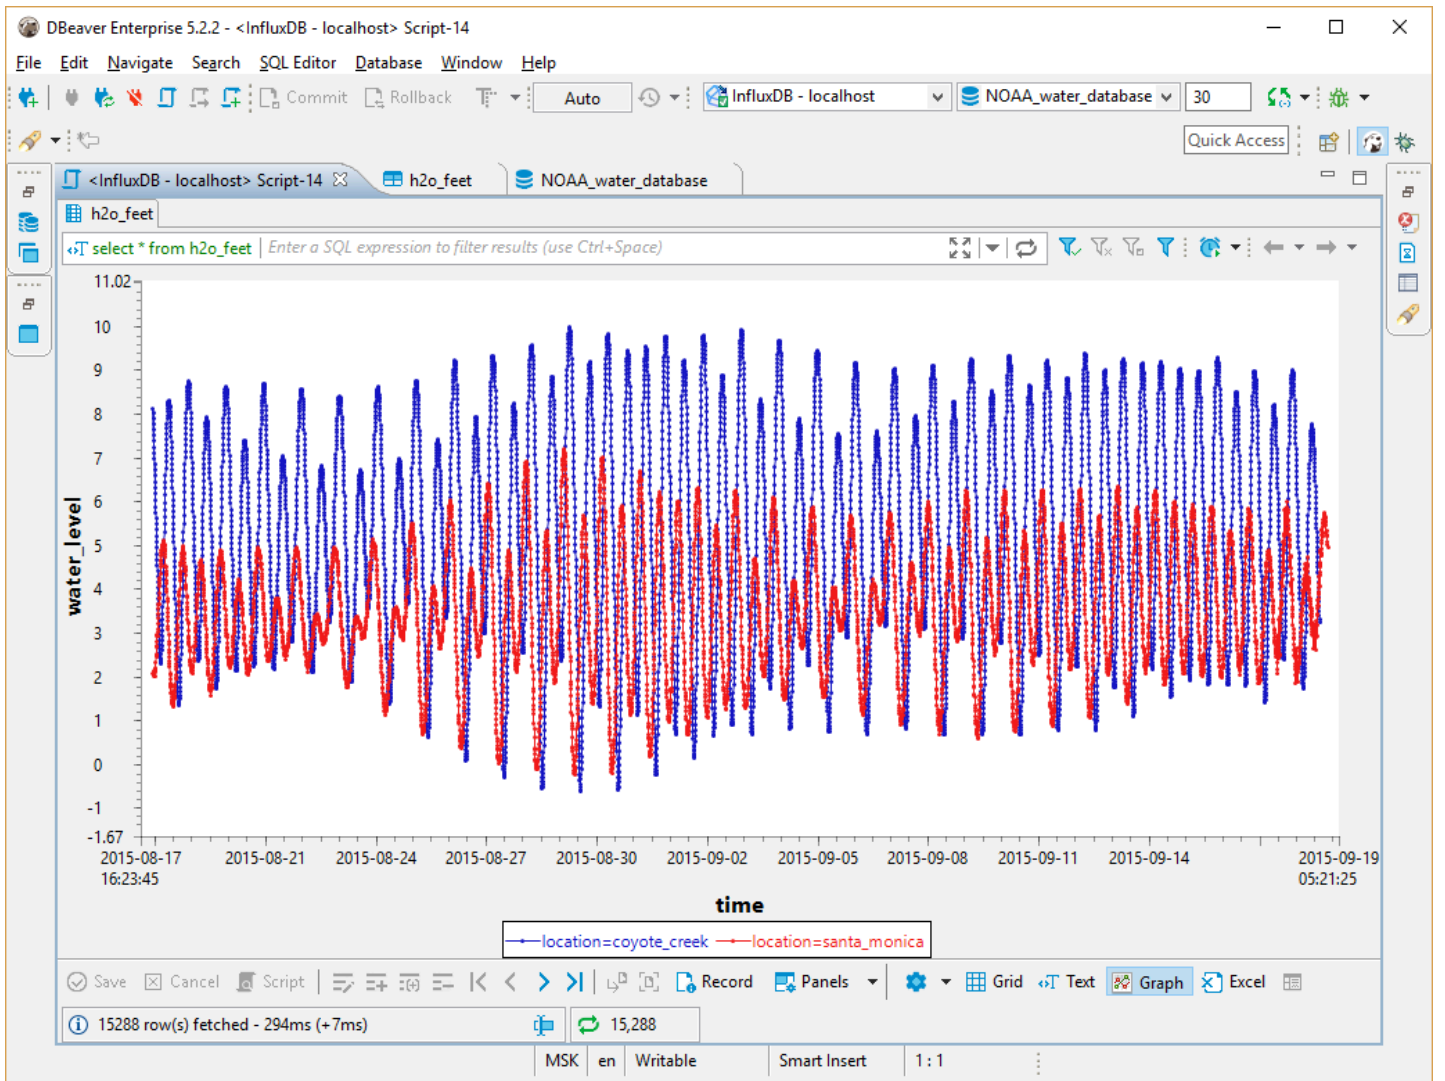 DBeaver Enterprise 5.2.2 - <InfluxDB - localhost> Script-14
File Edit Navigate Search SQL Editor Database Window Help
Commit Rollback Auto InfluxDB - localhost NOAA_water_database 30
Quick Access
<InfluxDB - localhost> Script-14 h2o_feet NOAA_water_database
h2o_feet
select * from h2o_feet Enter a SQL expression to filter results (use Ctrl+Space)
11.02
10
9
8
7
6
5
4
3
2
1
0
-1
-1.67
water_level
2015-08-17 2015-08-21 2015-08-24 2015-08-27 2015-08-30 2015-09-02 2015-09-05 2015-09-08 2015-09-11 2015-09-14 2015-09-19
16:23:45 05:21:25
time
location=coyote_creek location=santa_monica
Save Cancel Script Record Panels Grid Text Graph Excel
15288 row(s) fetched - 294ms (+7ms) 15,288
MSK en Writable Smart Insert 1 : 1